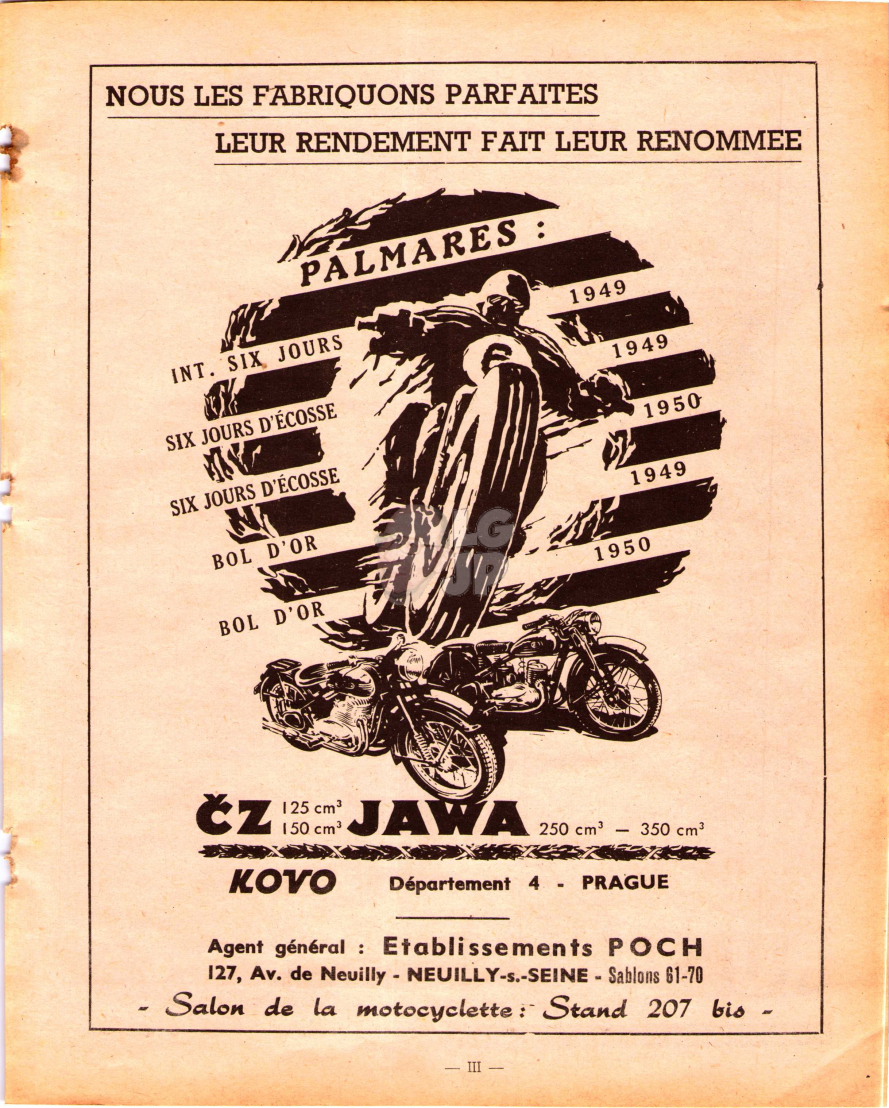 NOUS LES FABRIQUONS PARFAITES
LEUR RENDEMENT FAIT LEUR RENOMMEE
PALMARES :
INT. SIX JOURS 1949
SIX JOURS D'ÉCOSSE 1949
SIX JOURS D'ÉCOSSE 1950
BOL D'OR 1949
BOL D'OR 1950
ČZ 125 cm³ 150 cm³ JAWA 250 cm³ — 350 cm³
KOVO Département 4 - PRAGUE
Agent général : Etablissements POCH
127, Av. de Neuilly - NEUILLY-s.-SEINE - Sablons 61-70
- Salon de la motocyclette : Stand 207 bis -
— III —